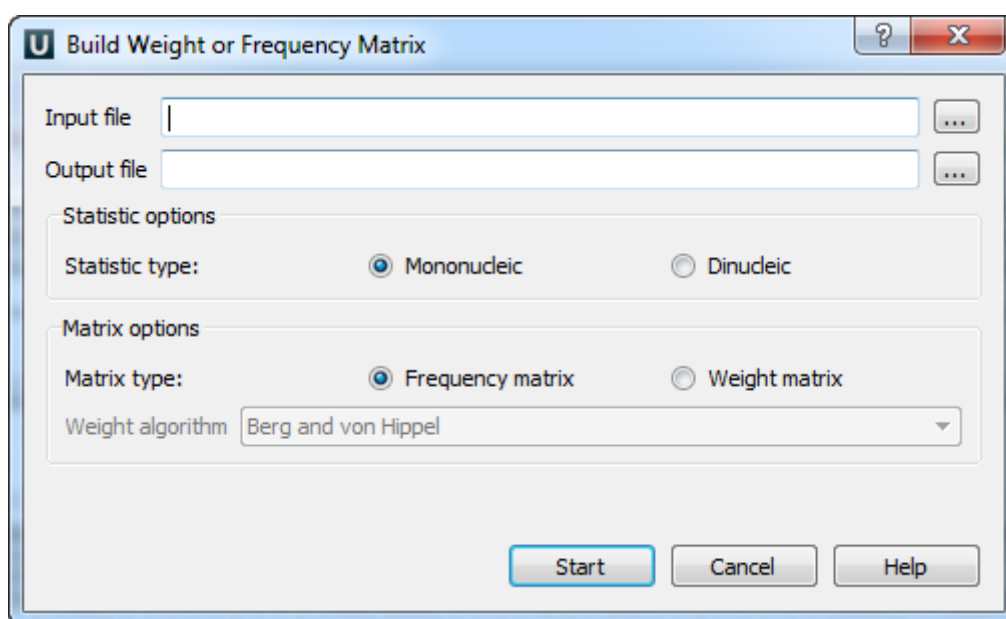 U Build Weight or Frequency Matrix ? X
Input file ...
Output file ...
Statistic options
Statistic type: Mononucleic Dinucleic
Matrix options
Matrix type: Frequency matrix Weight matrix
Weight algorithm Berg and von Hippel
Start Cancel Help